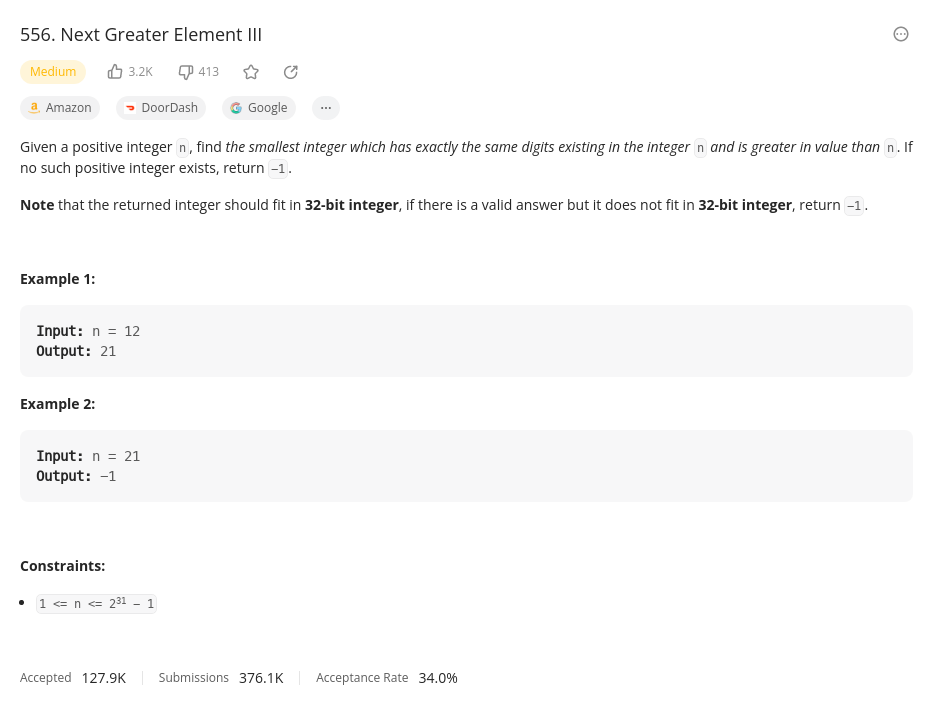 556. Next Greater Element III
Medium 3.2K 413
Amazon DoorDash Google ...
Given a positive integer n, find the smallest integer which has exactly the same digits existing in the integer n and is greater in value than n. If
no such positive integer exists, return -1.
Note that the returned integer should fit in 32-bit integer, if there is a valid answer but it does not fit in 32-bit integer, return -1.
Example 1:
Input: n = 12
Output: 21
Example 2:
Input: n = 21
Output: -1
Constraints:
• 1 <= n <= 2³¹ - 1
Accepted 127.9K Submissions 376.1K Acceptance Rate 34.0%